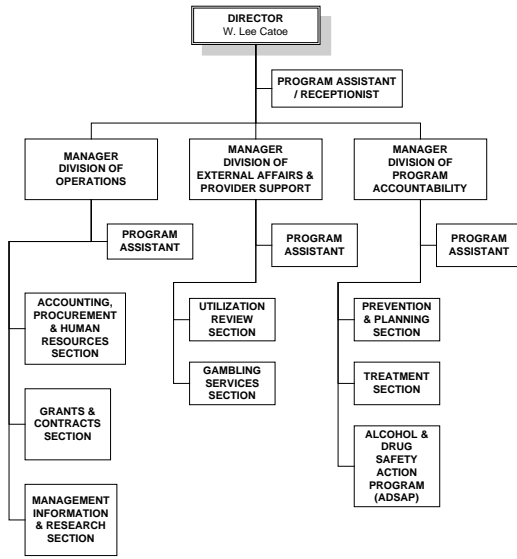 DIRECTOR
W. Lee Catoe
PROGRAM ASSISTANT
/ RECEPTIONIST
MANAGER
DIVISION OF
OPERATIONS
MANAGER
DIVISION OF
EXTERNAL AFFAIRS &
PROVIDER SUPPORT
MANAGER
DIVISION OF
PROGRAM
ACCOUNTABILITY
PROGRAM
ASSISTANT
PROGRAM
ASSISTANT
PROGRAM
ASSISTANT
ACCOUNTING,
PROCUREMENT
& HUMAN
RESOURCES
SECTION
UTILIZATION
REVIEW
SECTION
PREVENTION
& PLANNING
SECTION
GAMBLING
SERVICES
SECTION
TREATMENT
SECTION
GRANTS &
CONTRACTS
SECTION
ALCOHOL &
DRUG
SAFETY
ACTION
PROGRAM
(ADSAP)
MANAGEMENT
INFORMATION
& RESEARCH
SECTION